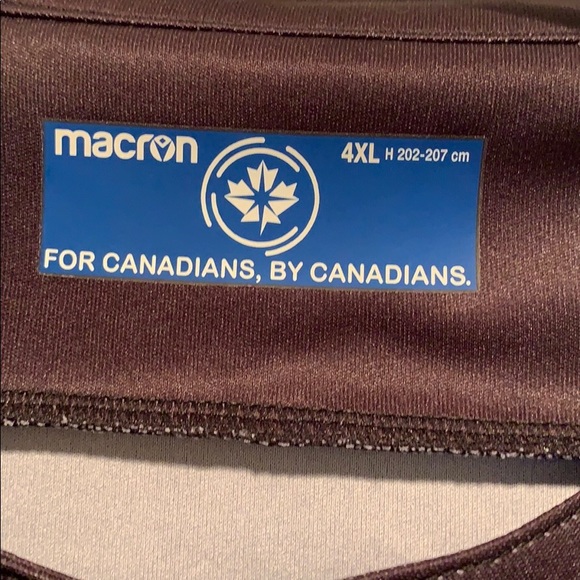 macron 4XL H 202-207 cm
FOR CANADIANS, BY CANADIANS.